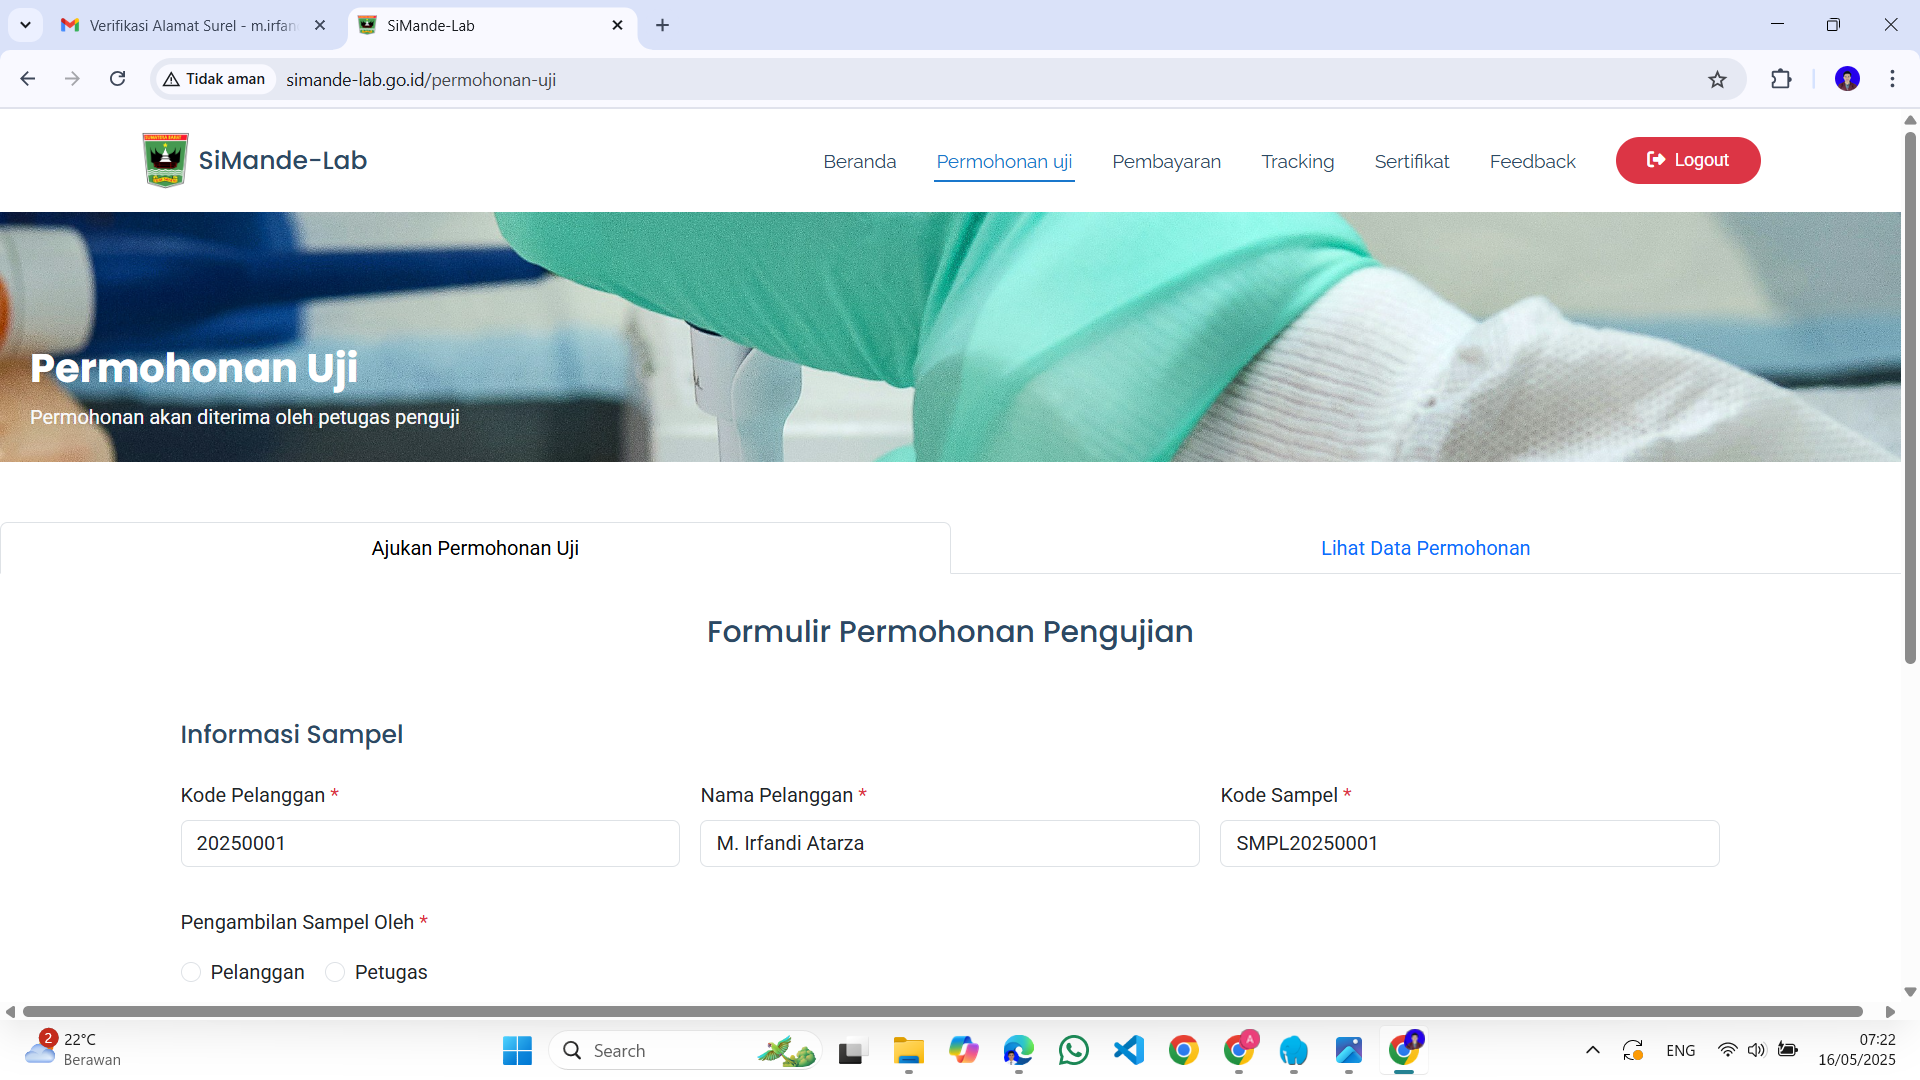 Verifikasi Alamat Surel - m.irfan
SiMande-Lab
Tidak aman
simande-lab.go.id/permohonan-uji
SUMATERA BARAT
SiMande-Lab
Beranda
Permohonan uji
Pembayaran
Tracking
Sertifikat
Feedback
Logout
Permohonan Uji
Permohonan akan diterima oleh petugas penguji
Ajukan Permohonan Uji
Lihat Data Permohonan
Formulir Permohonan Pengujian
Informasi Sampel
Kode Pelanggan *
Nama Pelanggan *
Kode Sampel *
20250001
M. Irfandi Atarza
SMPL20250001
Pengambilan Sampel Oleh *
Pelanggan
Petugas
2
22°C
Berawan
Search
A
ENG
07:22
16/05/2025